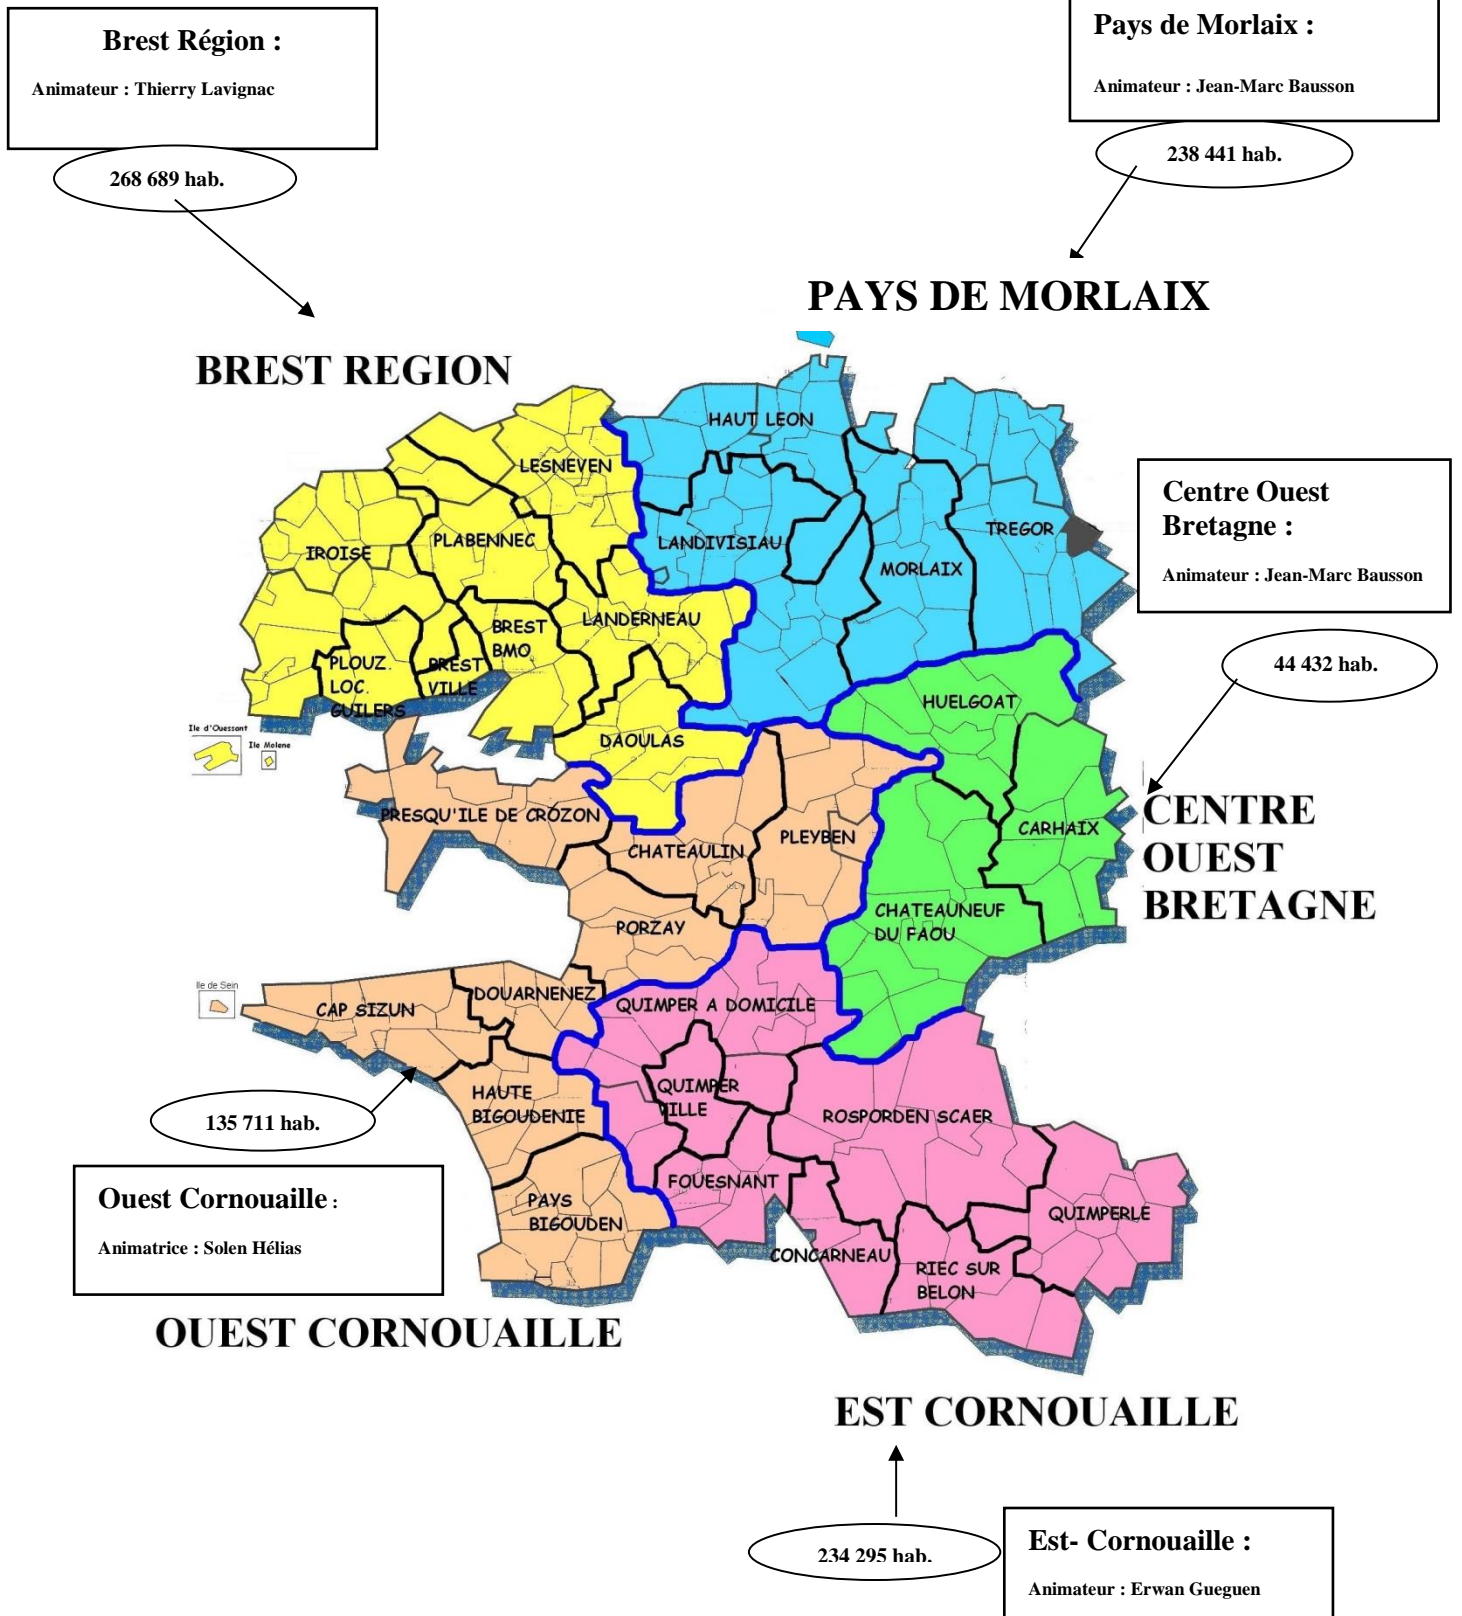 Brest Région :
Animateur : Thierry Lavignac
268 689 hab.
Pays de Morlaix :
Animateur : Jean-Marc Bausson
238 441 hab.
PAYS DE MORLAIX
BREST REGION
HAUT LEON
LESNEVEN
LANDIVISIAU
PLABENNEC
IROISE
TREGOR
MORLAIX
LANDERNEAU
BREST
BMO
PLOUZ.
LOC.
GUILERS
BREST
VILLE
DAOULAS
Ile d'Ouessant
Ile Molene
Centre Ouest
Bretagne :
Animateur : Jean-Marc Bausson
44 432 hab.
HUELGOAT
CARHAIX
CHATEAUNEUF
DU FAOU
CENTRE
OUEST
BRETAGNE
PRESQU'ILE DE CROZON
CHATEAULIN
PLEYBEN
PORZAY
Ile de Sein
CAP SIZUN
DOUARNENEZ
QUIMPER A DOMICILE
HAUTE
BIGOUDENIE
QUIMPER
VILLE
ROSPORDEN SCAER
PAYS
BIGOUDEN
FOUESNANT
QUIMPERLE
CONCARNEAU
RIEC SUR
BELON
135 711 hab.
Ouest Cornouaille :
Animatrice : Solen Hélias
OUEST CORNOUAILLE
EST CORNOUAILLE
234 295 hab.
Est- Cornouaille :
Animateur : Erwan Gueguen